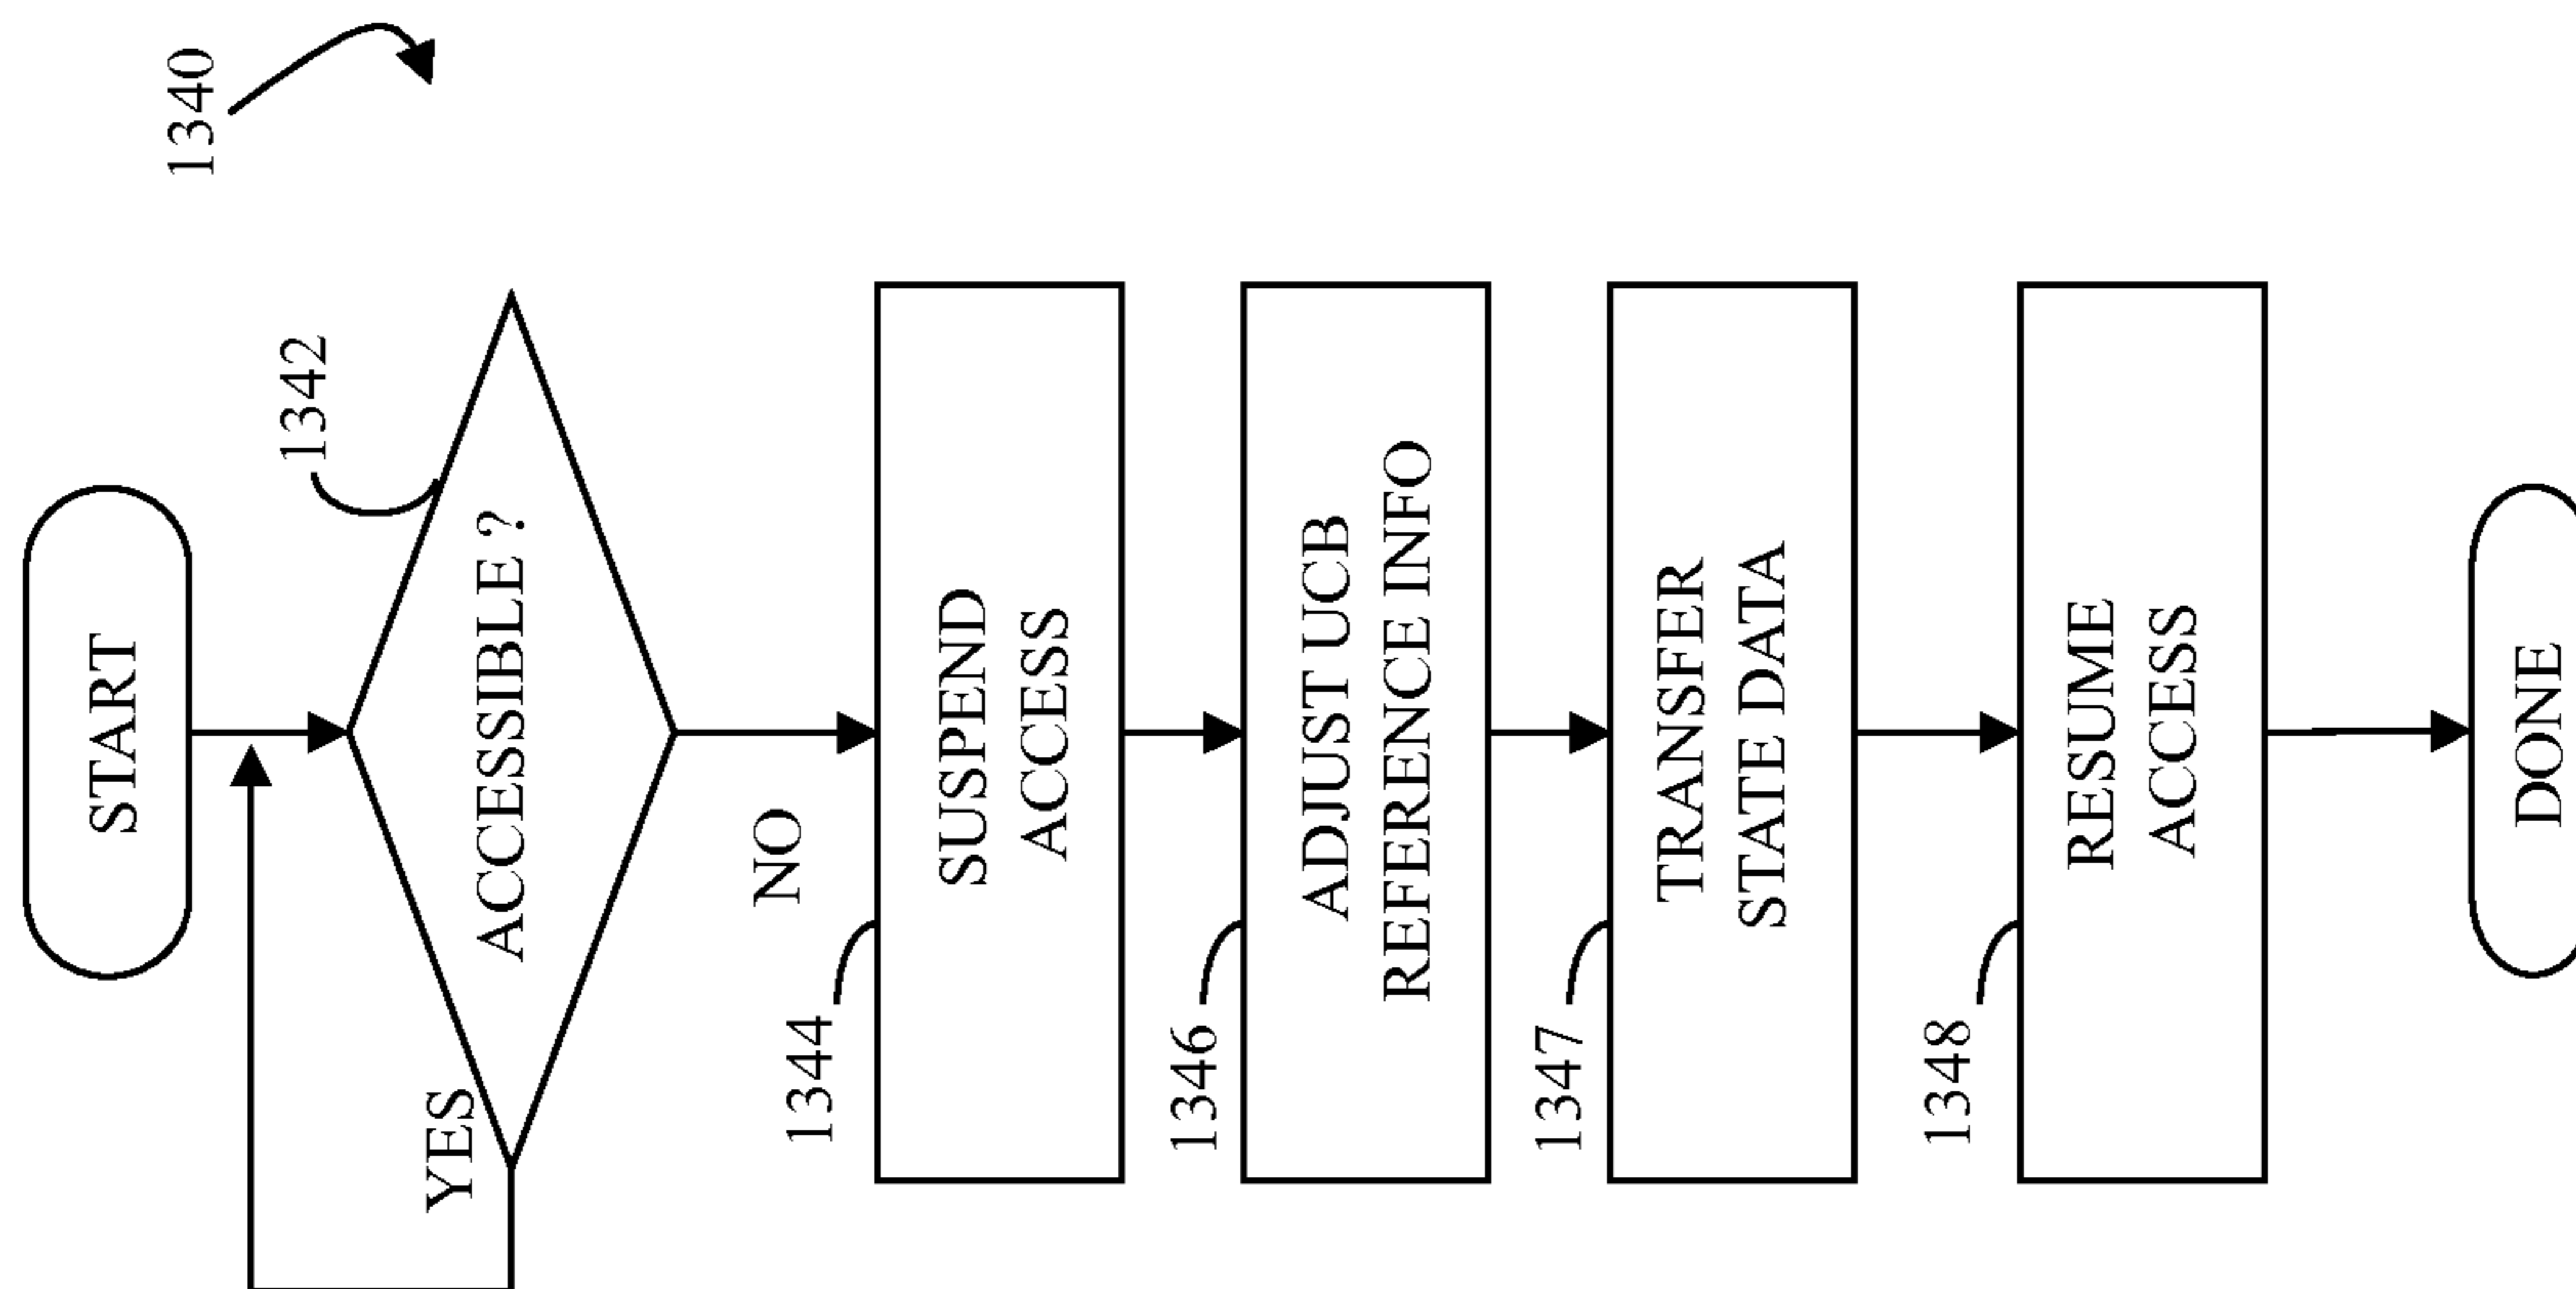 1340
START
1342
ACCESSIBLE ?
YES
NO
1344
SUSPEND
ACCESS
1346
ADJUST UCB
REFERENCE INFO
1347
TRANSFER
STATE DATA
1348
RESUME
ACCESS
DONE